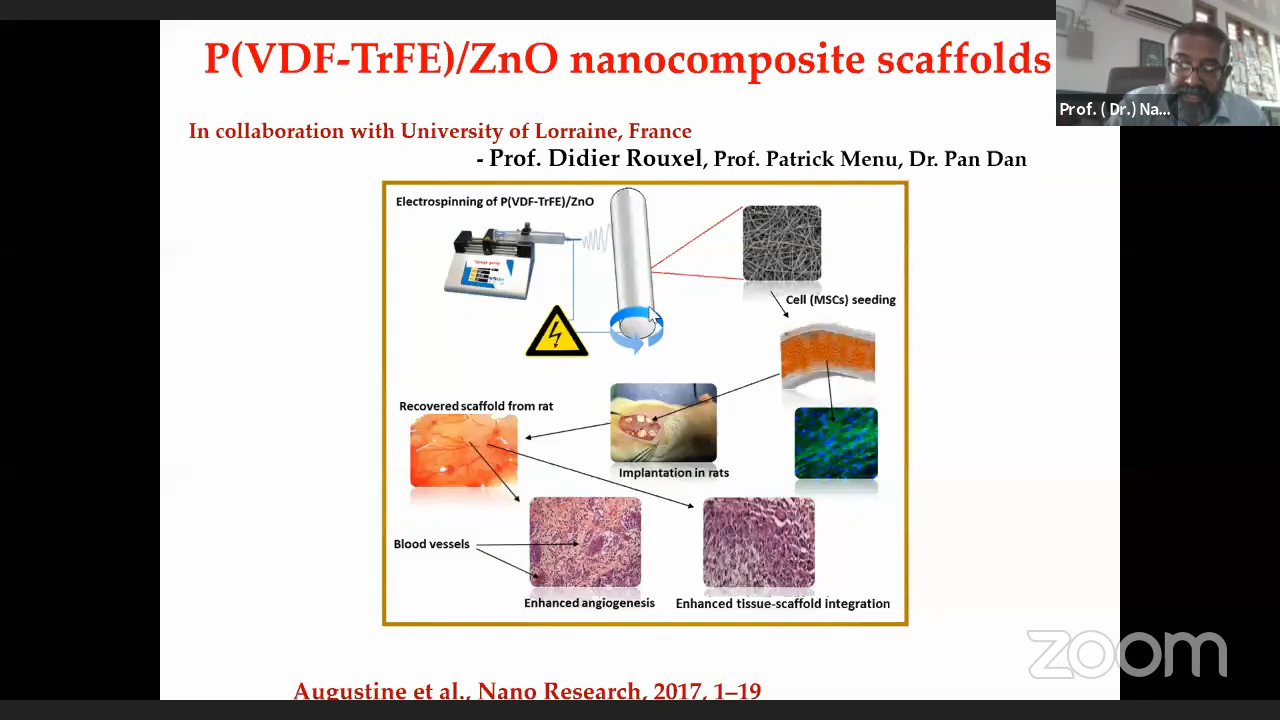 P(VDF-TrFE)/ZnO nanocomposite scaffolds
Prof. ( Dr.) Na...
In collaboration with University of Lorraine, France
- Prof. Didier Rouxel, Prof. Patrick Menu, Dr. Pan Dan
Electrospinning of P(VDF-TrFE)/ZnO
Cell (MSCs) seeding
Recovered scaffold from rat
Implantation in rats
Blood vessels
Enhanced angiogenesis
Enhanced tissue-scaffold integration
zoom
Augustine et al., Nano Research, 2017, 1–19